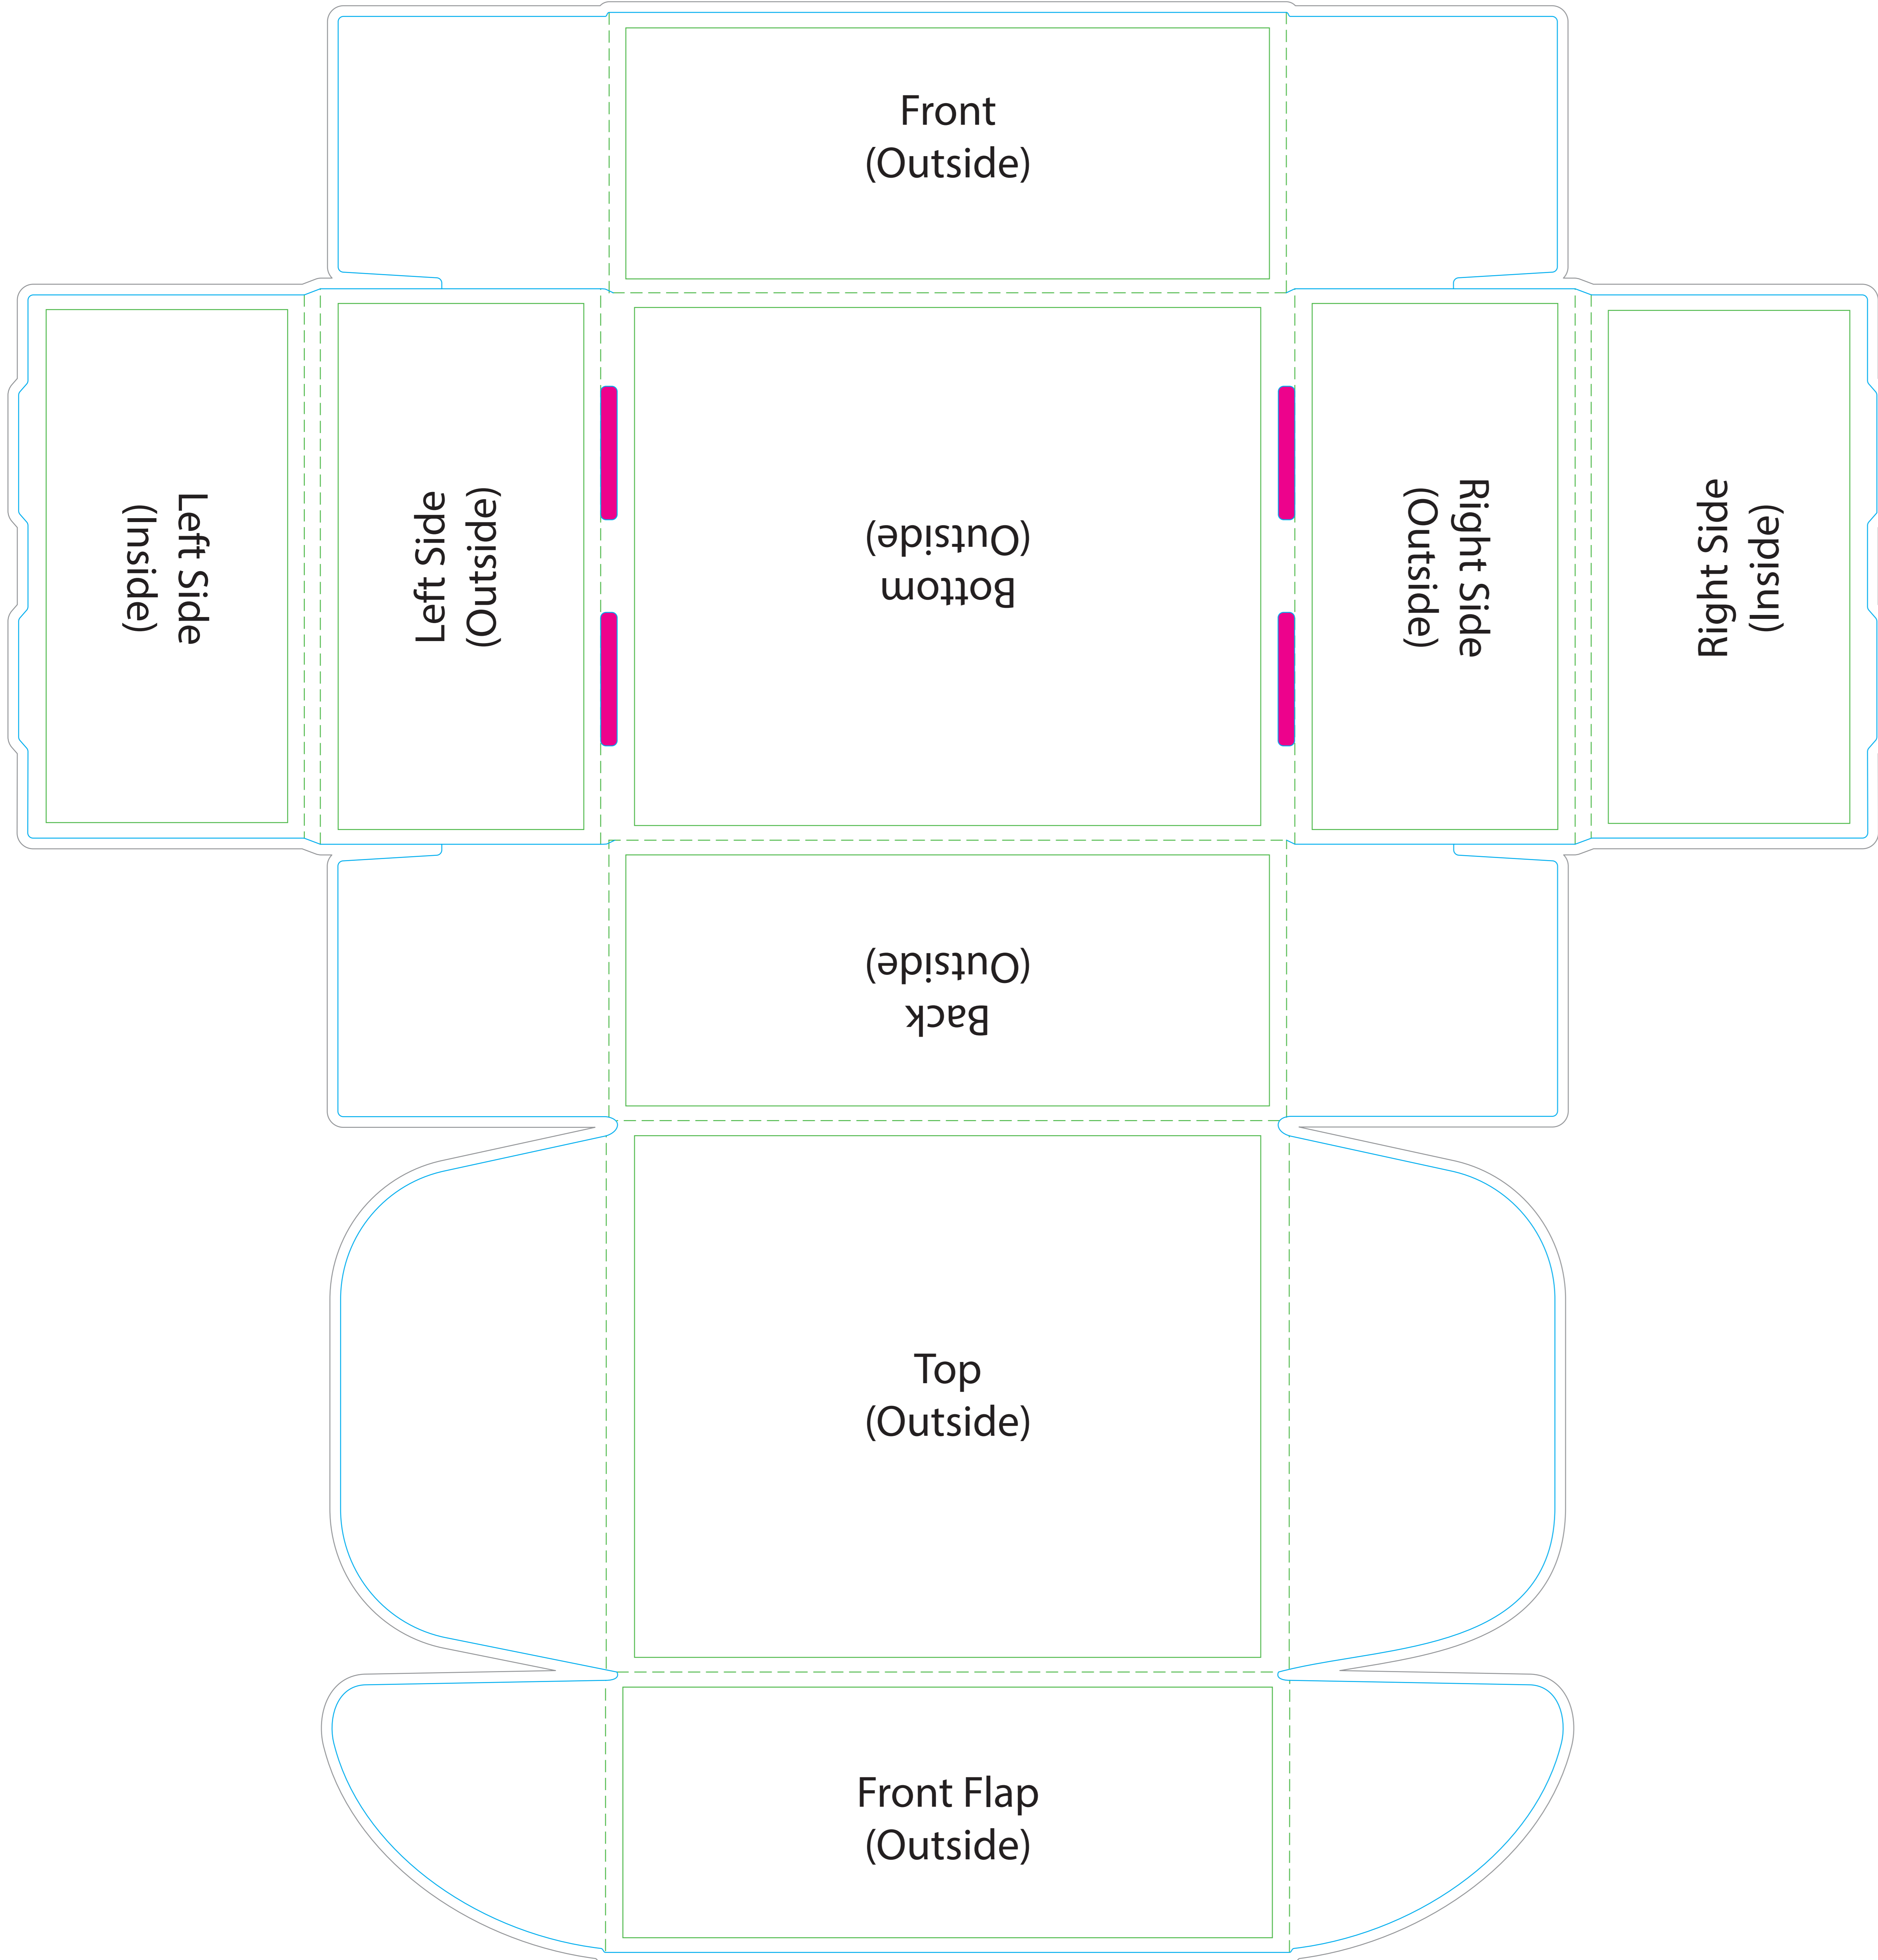 Front
(Outside)
Left Side
(Inside)
Left Side
(Outside)
Bottom
(Outside)
Right Side
(Outside)
Right Side
(Inside)
Back
(Outside)
Top
(Outside)
Front Flap
(Outside)